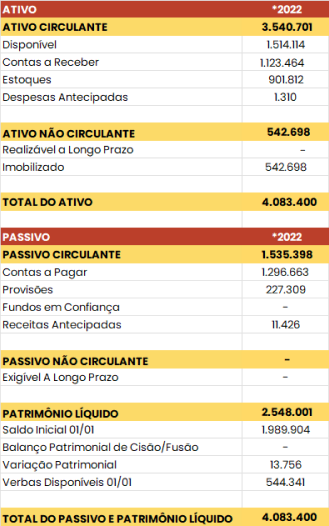 ATIVO *2022
ATIVO CIRCULANTE 3.540.701
Disponível 1.514.114
Contas a Receber 1.123.464
Estoques 901.812
Despesas Antecipadas 1.310
ATIVO NÃO CIRCULANTE 542.698
Realizável a Longo Prazo -
Imobilizado 542.698
TOTAL DO ATIVO 4.083.400
PASSIVO *2022
PASSIVO CIRCULANTE 1.535.398
Contas a Pagar 1.296.663
Provisões 227.309
Fundos em Confiança -
Receitas Antecipadas 11.426
PASSIVO NÃO CIRCULANTE -
Exigível A Longo Prazo -
PATRIMÔNIO LÍQUIDO 2.548.001
Saldo Inicial 01/01 1.989.904
Balanço Patrimonial de Cisão/Fusão -
Variação Patrimonial 13.756
Verbas Disponíveis 01/01 544.341
TOTAL DO PASSIVO E PATRIMÔNIO LÍQUIDO 4.083.400